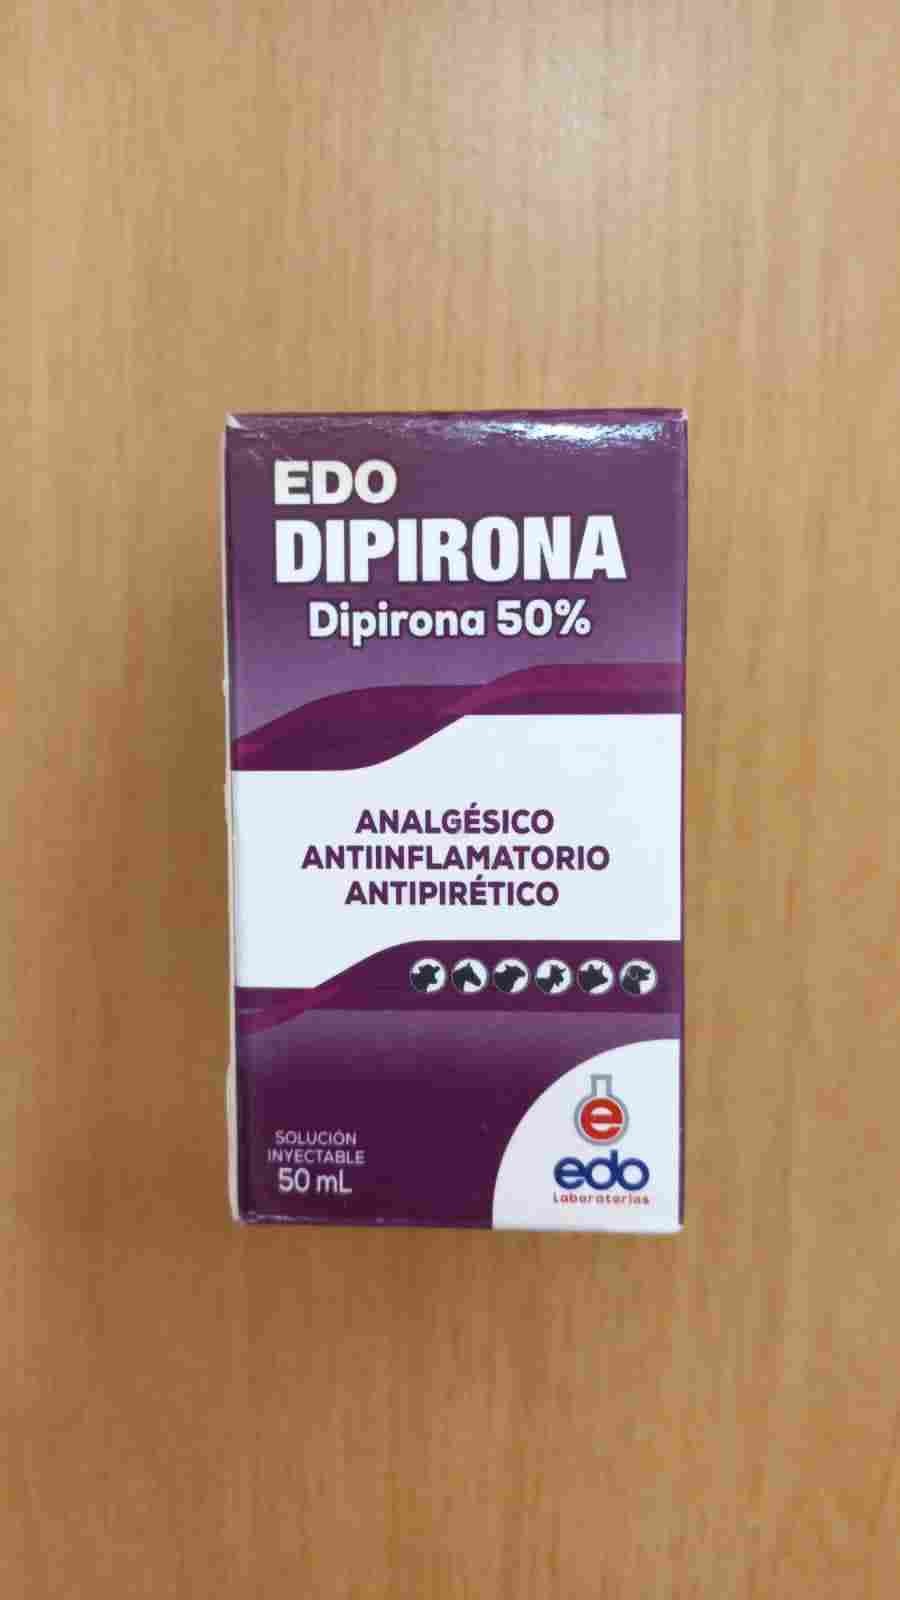 EDO
DIPIRONA
Dipirona 50%
ANALGÉSICO
ANTIINFLAMATORIO
ANTIPIRÉTICO
SOLUCIÓN
INYECTABLE
50 mL
e
edo
Laboratorios